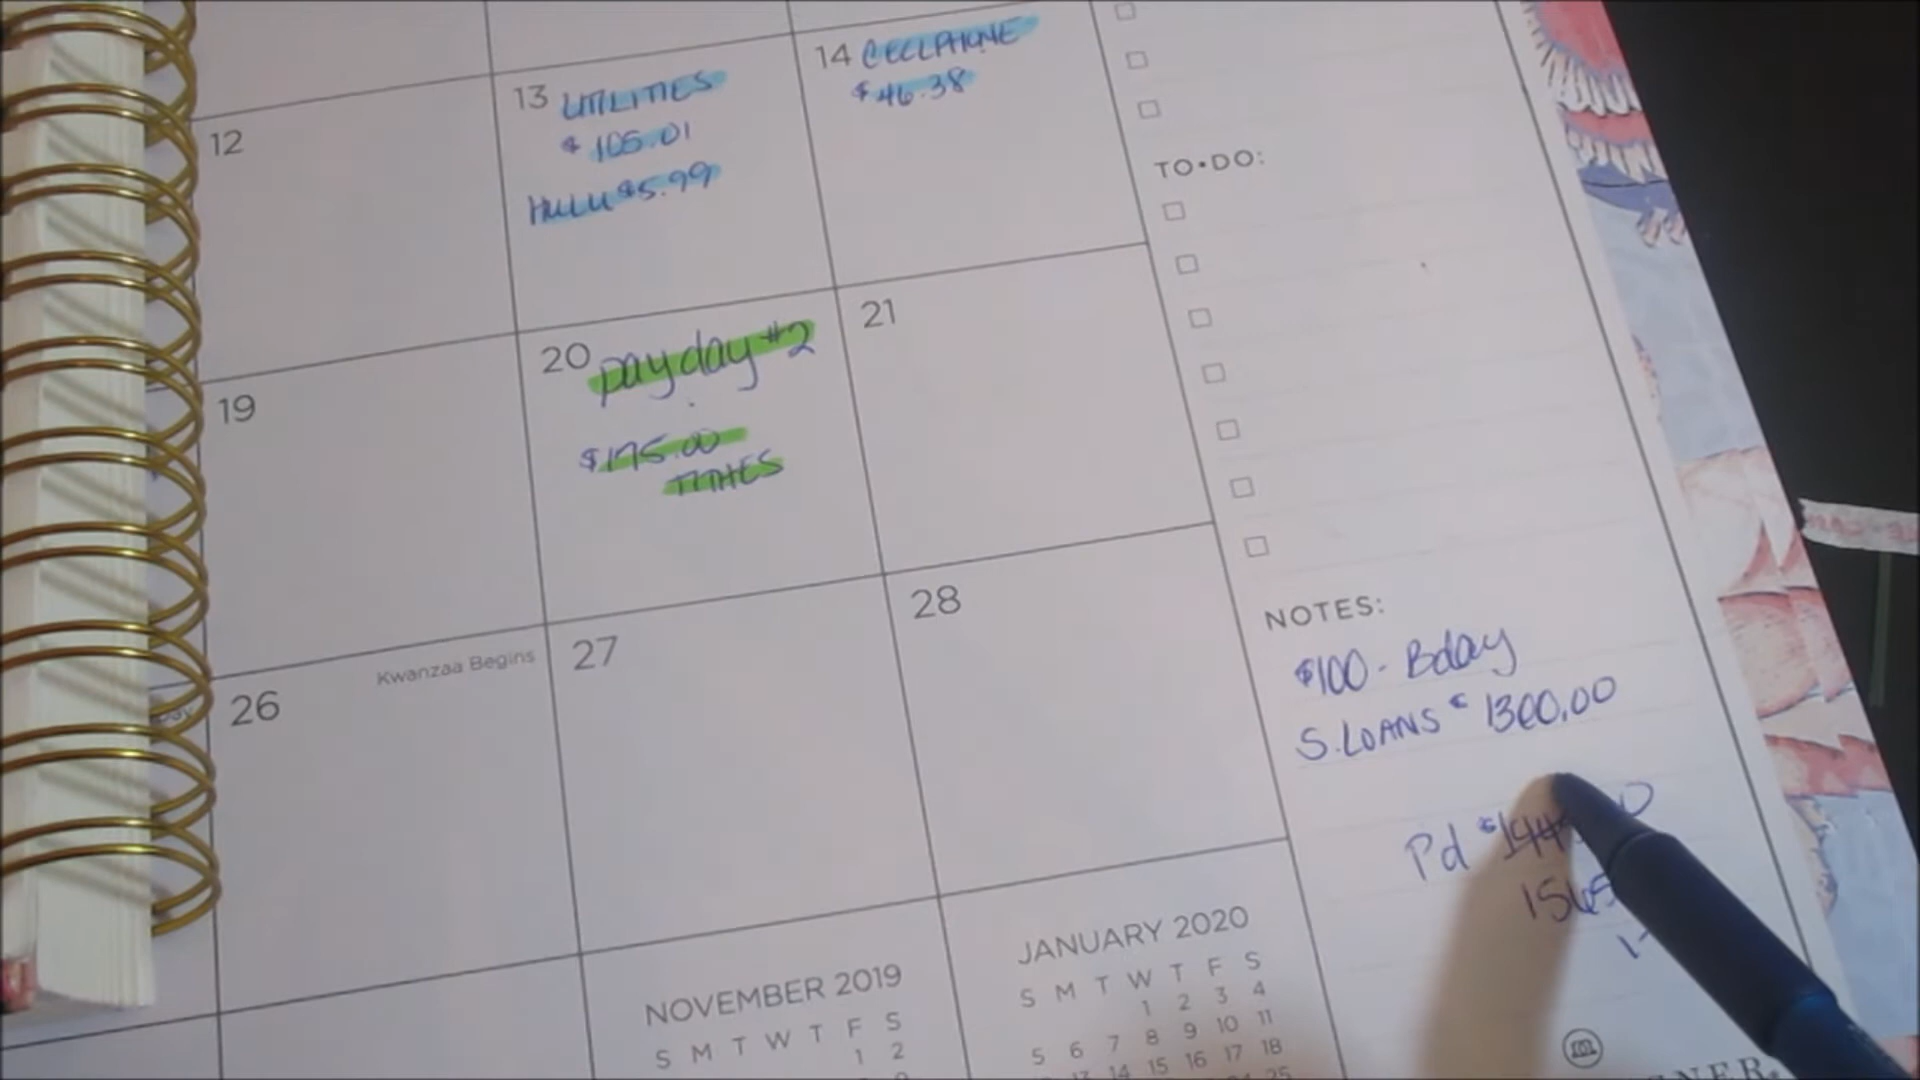 12
13 UTILITIES
$105.01
HULU $5.99
14 CELLPHONE
$46.38
TO•DO:
19
20 payday #2
$175.00
TITHES
21
Kwanzaa Begins
26
27
28
NOTES:
$100 - Bday
S. LOANS $1300.00
Pd
NOVEMBER 2019
S M T W T F S
1 2
JANUARY 2020
S M T W T F S
1 2 3 4
5 6 7 8 9 10 11
14 15 16 17 18
25